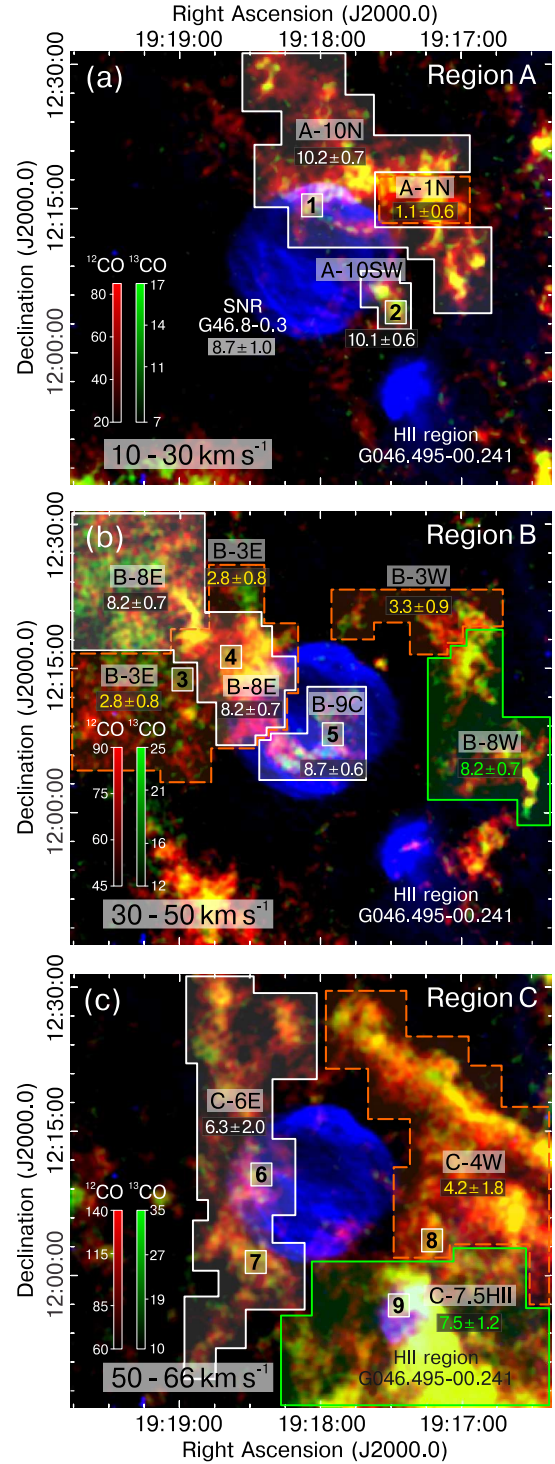 Right Ascension (J2000.0)
19:19:00 19:18:00 19:17:00
(a) Region A
12:30:00
12:15:00
12:00:00
Declination (J2000.0)
A-10N
10.2±0.7
A-1N
1.1±0.6
1
A-10SW
2
10.1±0.6
SNR
G46.8-0.3
8.7±1.0
¹²CO ¹³CO
85 17
60 14
40 11
20 7
HII region
G046.495-00.241
10 - 30 km s⁻¹
(b) Region B
12:30:00
12:15:00
12:00:00
Declination (J2000.0)
B-8E
8.2±0.7
B-3E
2.8±0.8
B-3W
3.3±0.9
4
B-3E
3
2.8±0.8
B-8E
8.2±0.7
B-9C
5
8.7±0.6
B-8W
8.2±0.7
¹²CO ¹³CO
90 25
75 21
60 16
45 12
HII region
G046.495-00.241
30 - 50 km s⁻¹
(c) Region C
12:30:00
12:15:00
12:00:00
Declination (J2000.0)
C-6E
6.3±2.0
C-4W
4.2±1.8
6
7
8
9
C-7.5HII
7.5±1.2
¹²CO ¹³CO
140 35
115 27
85 19
60 10
HII region
G046.495-00.241
50 - 66 km s⁻¹
19:19:00 19:18:00 19:17:00
Right Ascension (J2000.0)